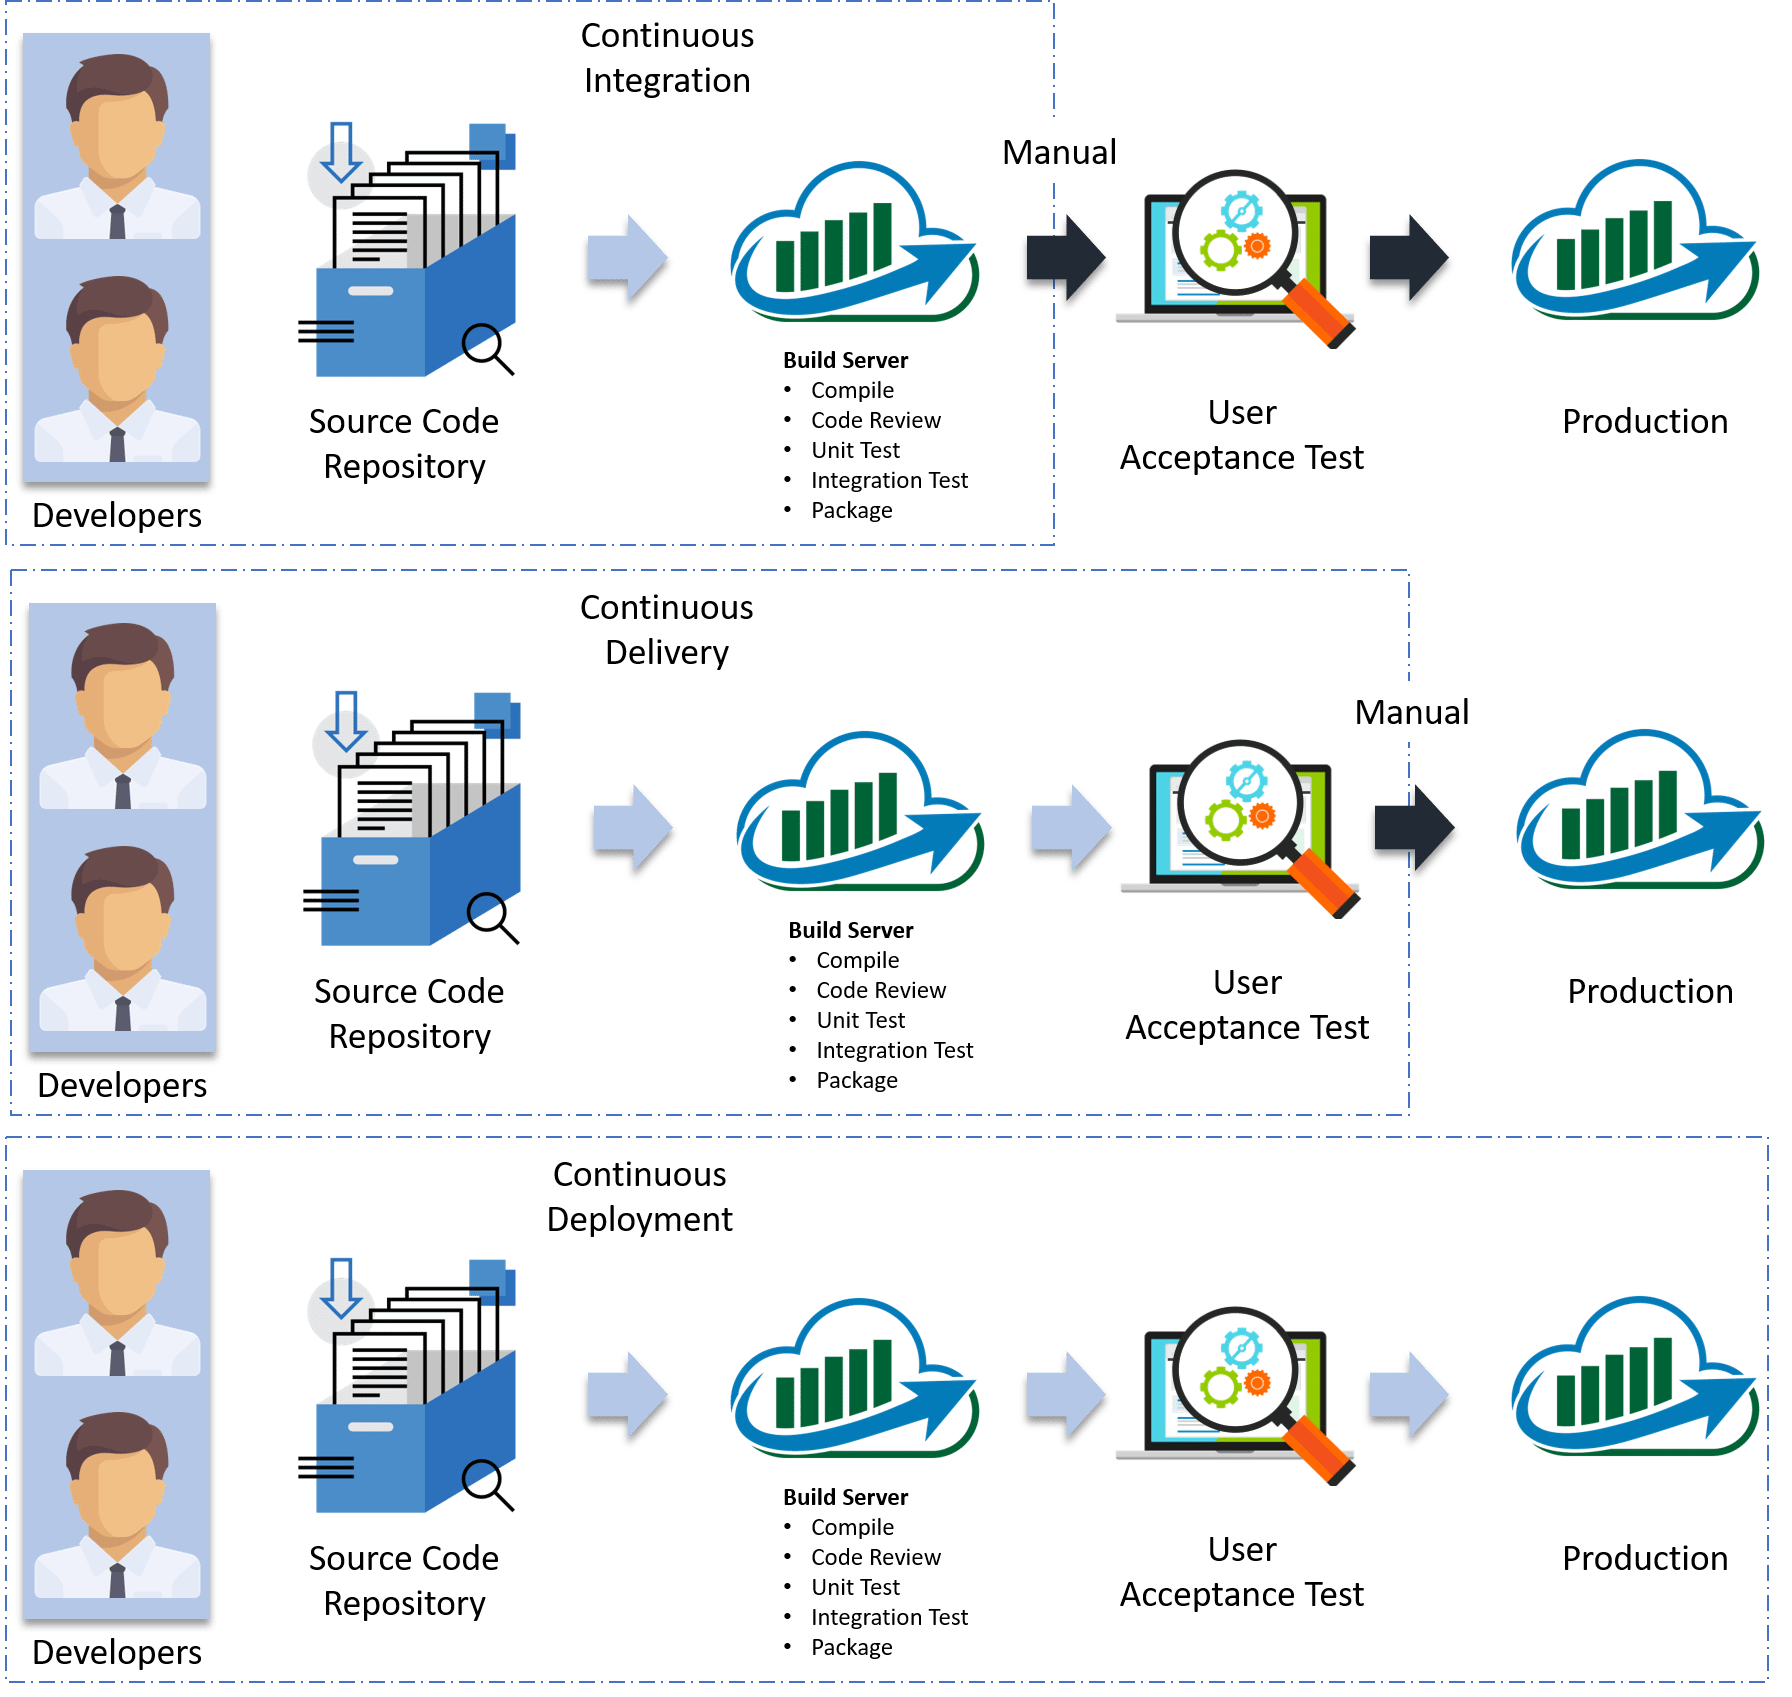 Continuous
Integration
Manual
Build Server
• Compile
• Code Review
• Unit Test
• Integration Test
• Package
Source Code
Repository
User
Acceptance Test
Production
Developers
Continuous
Delivery
Manual
Build Server
• Compile
• Code Review
• Unit Test
• Integration Test
• Package
Source Code
Repository
User
Acceptance Test
Production
Developers
Continuous
Deployment
Build Server
• Compile
• Code Review
• Unit Test
• Integration Test
• Package
Source Code
Repository
User
Acceptance Test
Production
Developers